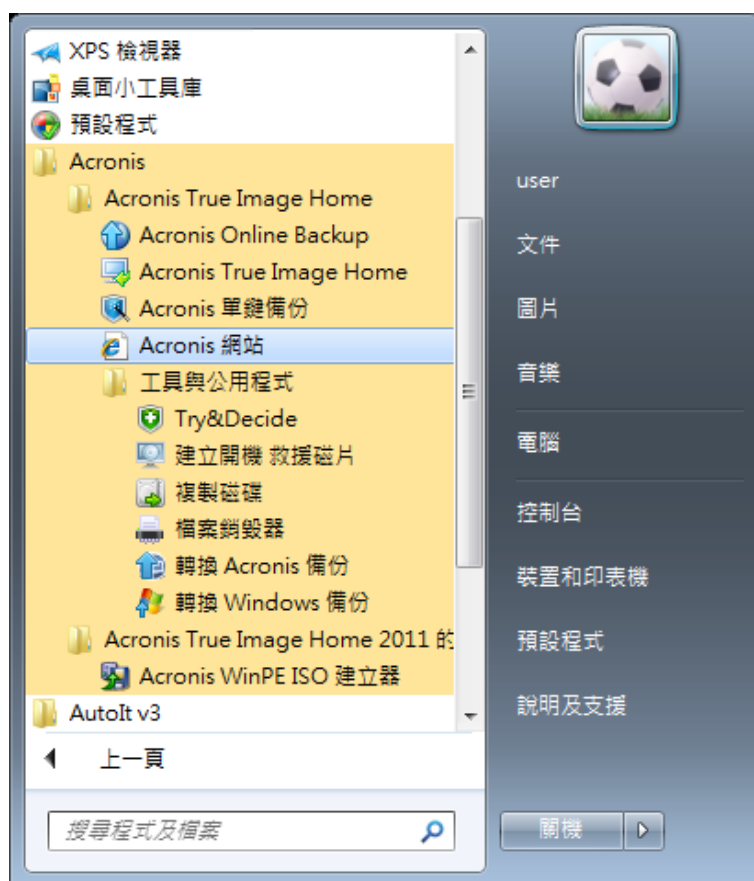 XPS 檢視器
桌面小工具庫
預設程式
Acronis
Acronis True Image Home
Acronis Online Backup
Acronis True Image Home
Acronis 單鍵備份
Acronis 網站
工具與公用程式
Try&Decide
建立開機 救援磁片
複製磁碟
檔案銷毀器
轉換 Acronis 備份
轉換 Windows 備份
Acronis True Image Home 2011 的
Acronis WinPE ISO 建立器
AutoIt v3
上一頁
搜尋程式及檔案
user
文件
圖片
音樂
電腦
控制台
裝置和印表機
預設程式
說明及支援
關機